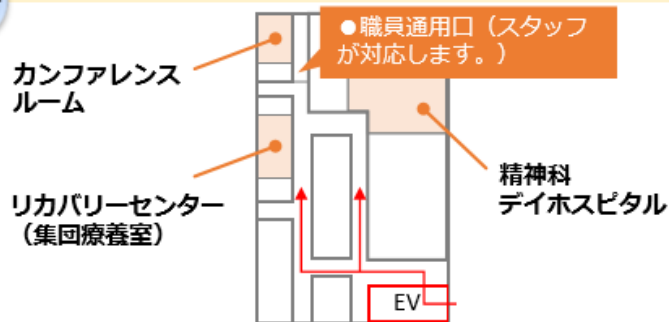 ●職員通用口（スタッフ
が対応します。）
カンファレンス
ルーム
リカバリーセンター
（集団療養室）
精神科
デイホスピタル
EV